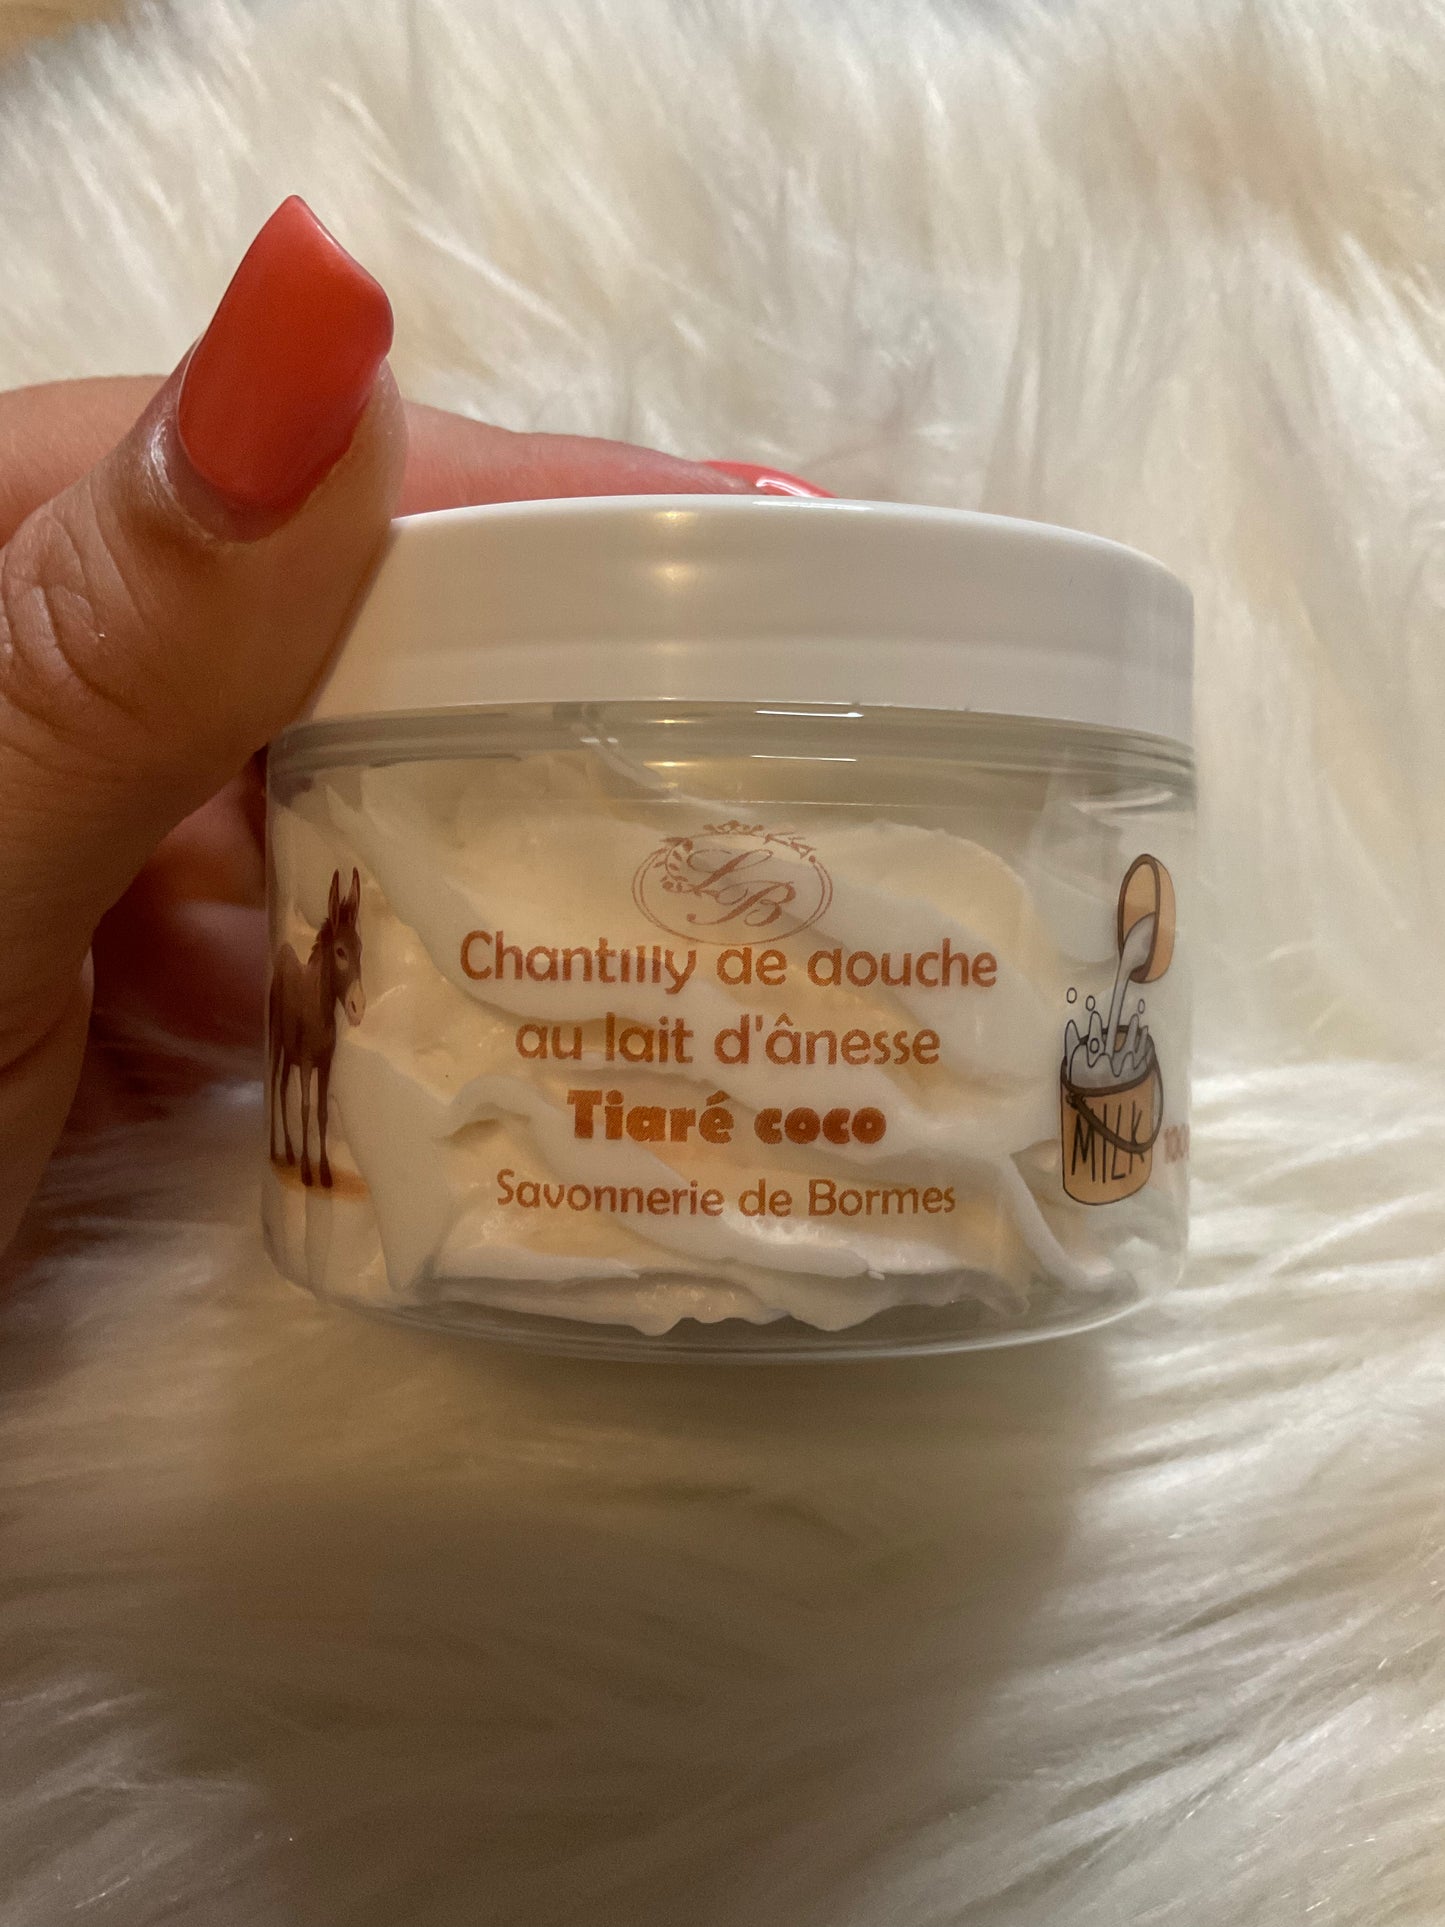 LB
Chantilly de douche
au lait d'ânesse
Tiaré coco
Savonnerie de Bormes
MILK